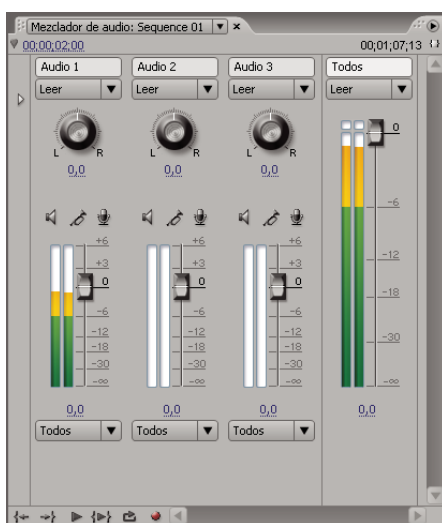 Mezclador de audio: Sequence 01
00;00;02;00 00;01;07;13
Audio 1 Audio 2 Audio 3 Todos
Leer Leer Leer Leer
L R L R L R
0,0 0,0 0,0
0
-6
-12
-18
-30
-∞
+6 +6 +6
+3 +3 +3
0 0 0
-6 -6 -6
-12 -12 -12
-18 -18 -18
-30 -30 -30
-∞ -∞ -∞
0,0 0,0 0,0 0,0
Todos Todos Todos